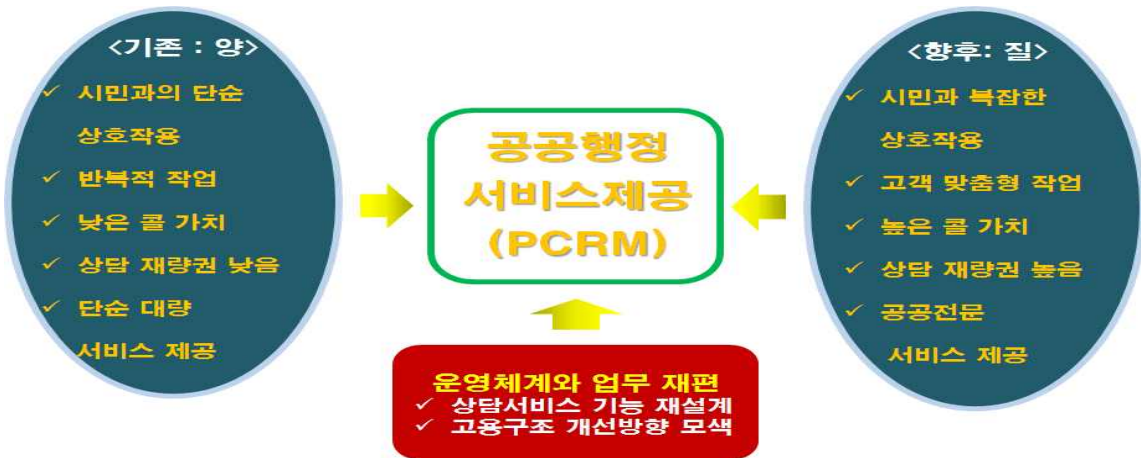 <기존 : 양>
✓ 시민과의 단순
상호작용
✓ 반복적 작업
✓ 낮은 콜 가치
✓ 상담 재량권 낮음
✓ 단순 대량
서비스 제공
공공행정
서비스제공
(PCRM)
운영체계와 업무 재편
✓ 상담서비스 기능 재설계
✓ 고용구조 개선방향 모색
<향후: 질>
✓ 시민과 복잡한
상호작용
✓ 고객 맞춤형 작업
✓ 높은 콜 가치
✓ 상담 재량권 높음
✓ 공공전문
서비스 제공